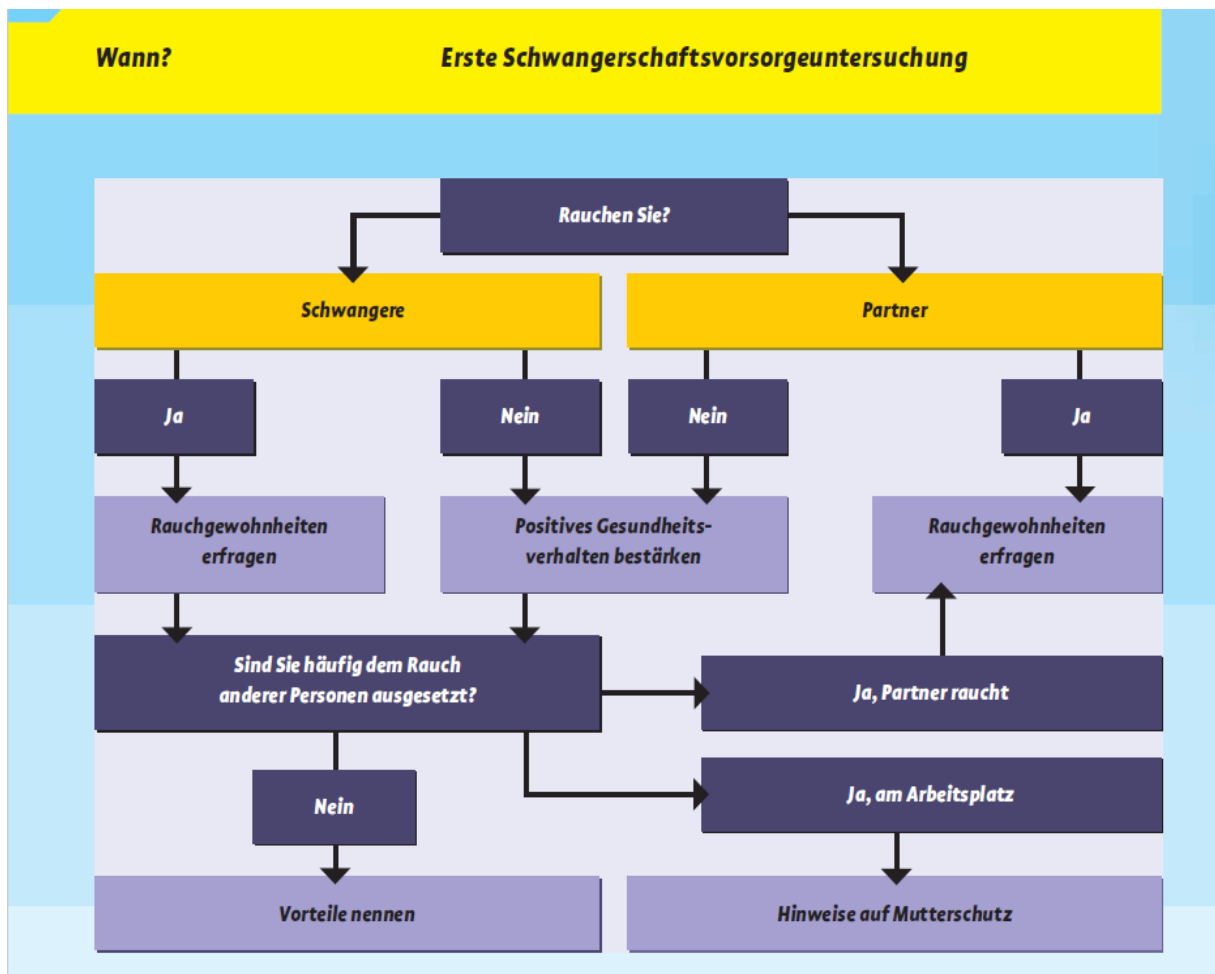 Wann? Erste Schwangerschaftsvorsorgeuntersuchung
Rauchen Sie?
Schwangere
Partner
Ja
Nein
Nein
Ja
Rauchgewohnheiten
erfragen
Positives Gesundheits-
verhalten bestärken
Rauchgewohnheiten
erfragen
Sind Sie häufig dem Rauch
anderer Personen ausgesetzt?
Ja, Partner raucht
Ja, am Arbeitsplatz
Nein
Vorteile nennen
Hinweise auf Mutterschutz